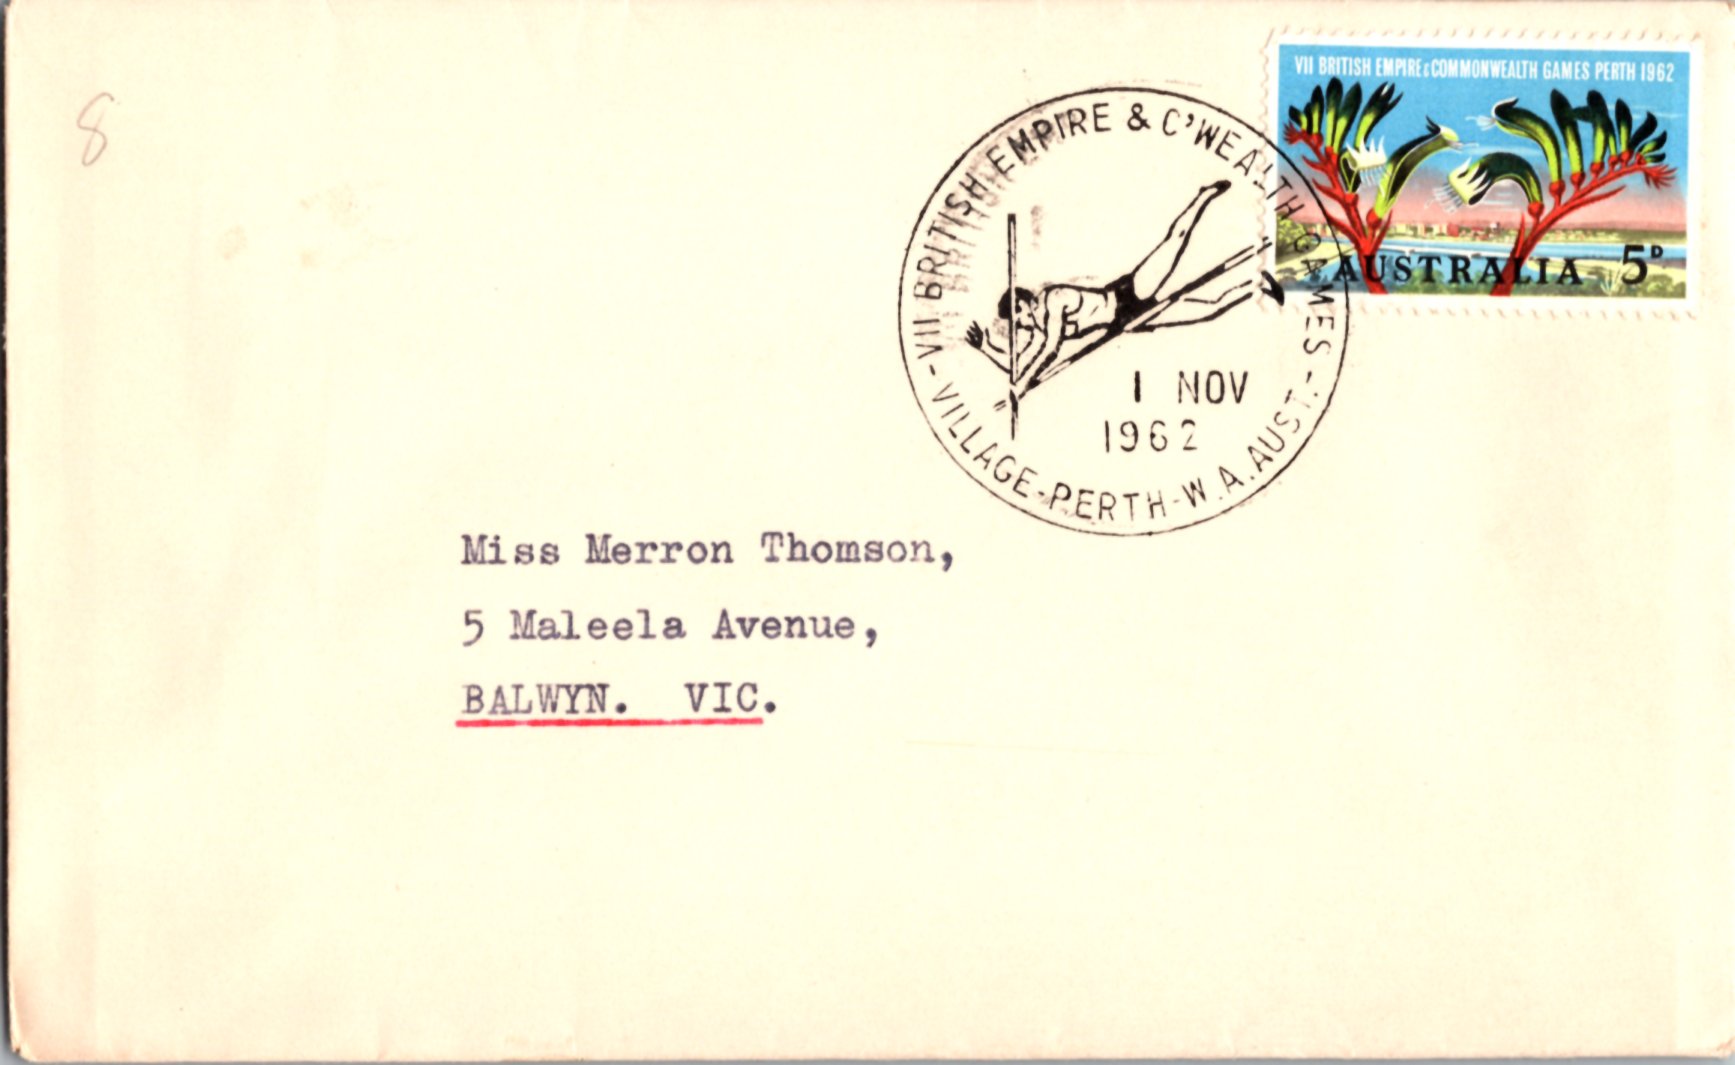 8
VII BRITISH EMPIRE & COMMONWEALTH GAMES PERTH 1962
AUSTRALIA 5D
VII BRITISH EMPIRE & C'WEALTH GAMES
1 NOV
1962
- VILLAGE - PERTH - W.A. AUST. -
Miss Merron Thomson,
5 Maleela Avenue,
BALWYN. VIC.